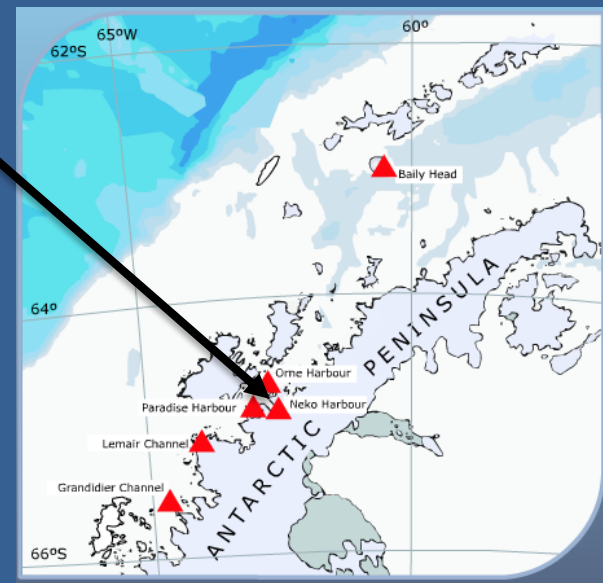 65ºW
60º
62ºS
Baily Head
64º
ANTARCTIC PENINSULA
Orne Harbour
Paradise Harbour
Neko Harbour
Lemair Channel
Grandidier Channel
66ºS